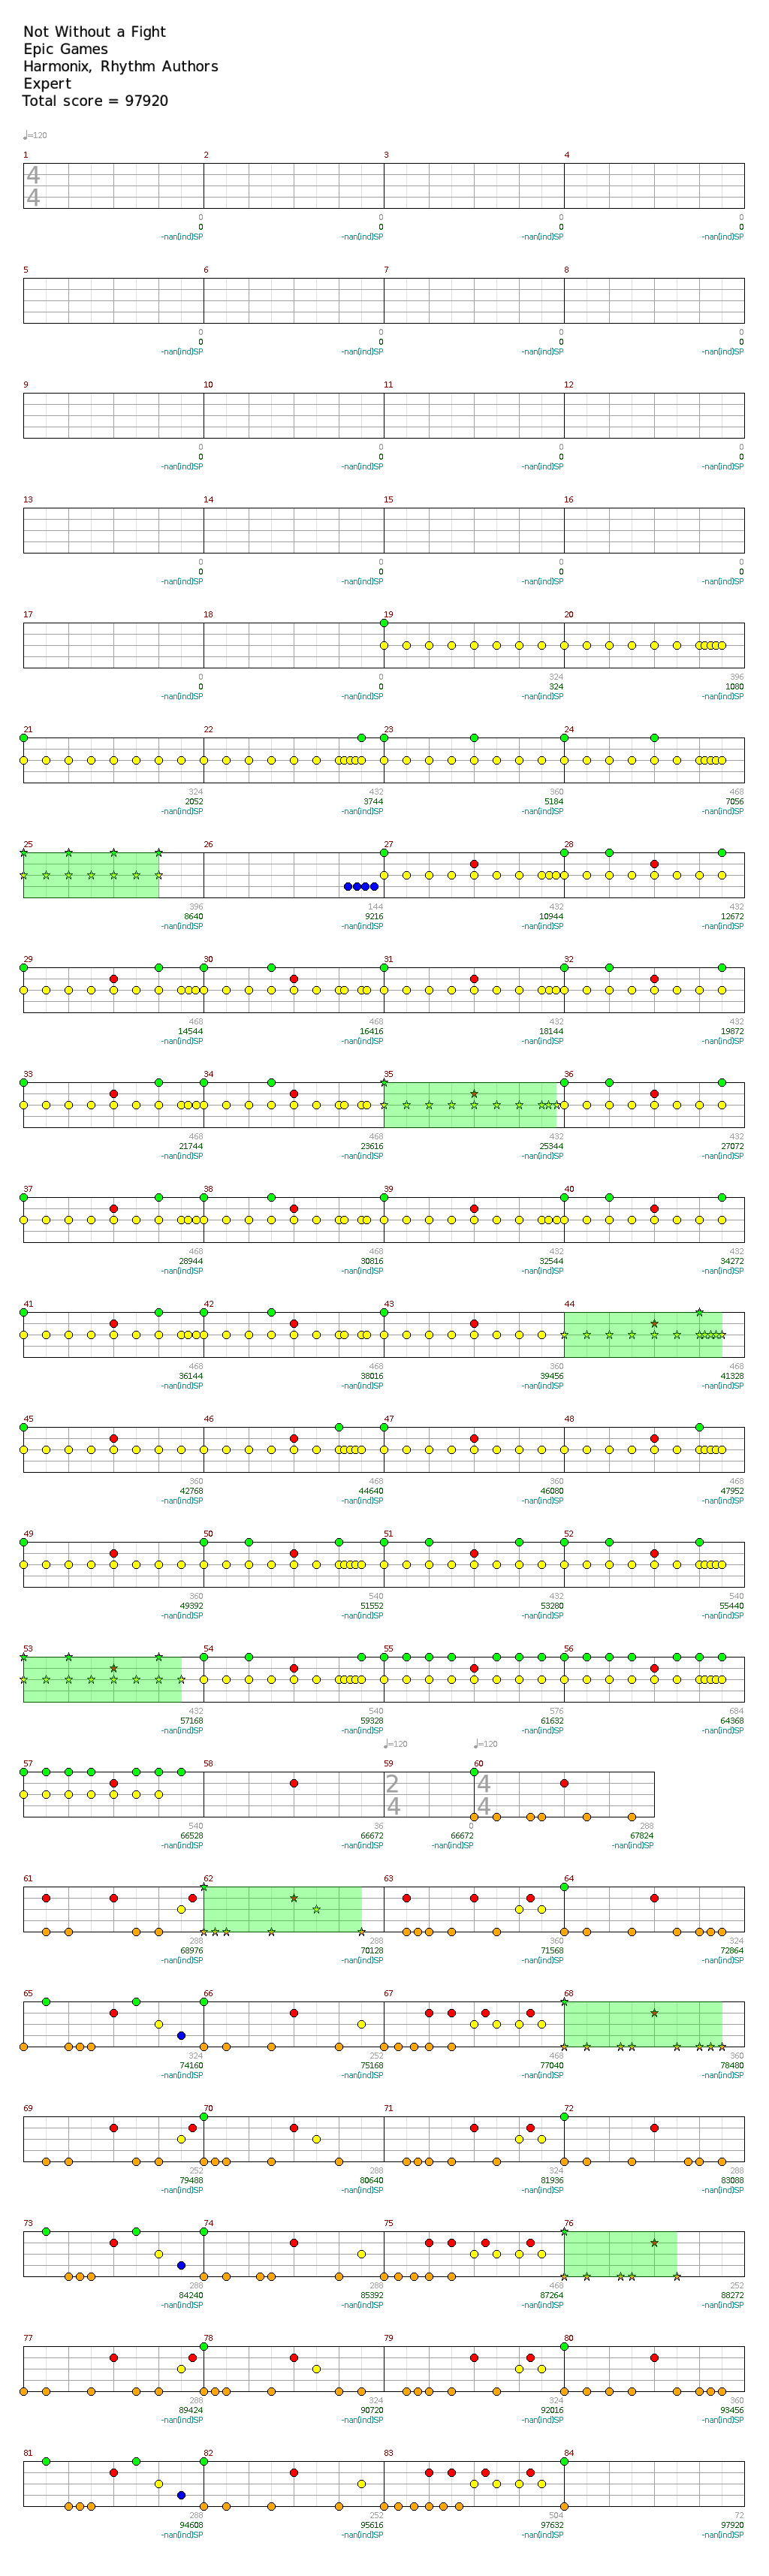 Not Without a Fight
Epic Games
Harmonix, Rhythm Authors
Expert
Total score = 97920
♩=120
1 2 3 4
4
4
0 0 0 0
0 0 0 0
-nan(ind)SP -nan(ind)SP -nan(ind)SP -nan(ind)SP
5 6 7 8
0 0 0 0
0 0 0 0
-nan(ind)SP -nan(ind)SP -nan(ind)SP -nan(ind)SP
9 10 11 12
0 0 0 0
0 0 0 0
-nan(ind)SP -nan(ind)SP -nan(ind)SP -nan(ind)SP
13 14 15 16
0 0 0 0
0 0 0 0
-nan(ind)SP -nan(ind)SP -nan(ind)SP -nan(ind)SP
17 18 19 20
0 0 324 396
0 0 324 1080
-nan(ind)SP -nan(ind)SP -nan(ind)SP -nan(ind)SP
21 22 23 24
324 432 360 468
2052 3744 5184 7056
-nan(ind)SP -nan(ind)SP -nan(ind)SP -nan(ind)SP
25 26 27 28
396 144 432 432
8640 9216 10944 12672
-nan(ind)SP -nan(ind)SP -nan(ind)SP -nan(ind)SP
29 30 31 32
468 468 432 432
14544 16416 18144 19872
-nan(ind)SP -nan(ind)SP -nan(ind)SP -nan(ind)SP
33 34 35 36
468 468 432 432
21744 23616 25344 27072
-nan(ind)SP -nan(ind)SP -nan(ind)SP -nan(ind)SP
37 38 39 40
468 468 432 432
28944 30816 32544 34272
-nan(ind)SP -nan(ind)SP -nan(ind)SP -nan(ind)SP
41 42 43 44
468 468 360 468
36144 38016 39456 41328
-nan(ind)SP -nan(ind)SP -nan(ind)SP -nan(ind)SP
45 46 47 48
360 468 360 468
42768 44640 46080 47952
-nan(ind)SP -nan(ind)SP -nan(ind)SP -nan(ind)SP
49 50 51 52
360 540 432 540
49392 51552 53280 55440
-nan(ind)SP -nan(ind)SP -nan(ind)SP -nan(ind)SP
53 54 55 56
432 540 576 684
57168 59328 61632 64368
-nan(ind)SP -nan(ind)SP -nan(ind)SP -nan(ind)SP
♩=120 ♩=120
57 58 59 60
2 4
4 4
540 36 0 288
66528 66672 66672 67824
-nan(ind)SP -nan(ind)SP -nan(ind)SP -nan(ind)SP
61 62 63 64
288 288 360 324
68976 70128 71568 72864
-nan(ind)SP -nan(ind)SP -nan(ind)SP -nan(ind)SP
65 66 67 68
324 252 468 360
74160 75168 77040 78480
-nan(ind)SP -nan(ind)SP -nan(ind)SP -nan(ind)SP
69 70 71 72
252 288 324 288
79488 80640 81936 83088
-nan(ind)SP -nan(ind)SP -nan(ind)SP -nan(ind)SP
73 74 75 76
288 288 468 252
84240 85392 87264 88272
-nan(ind)SP -nan(ind)SP -nan(ind)SP -nan(ind)SP
77 78 79 80
288 324 324 360
89424 90720 92016 93456
-nan(ind)SP -nan(ind)SP -nan(ind)SP -nan(ind)SP
81 82 83 84
288 252 504 72
94608 95616 97632 97920
-nan(ind)SP -nan(ind)SP -nan(ind)SP -nan(ind)SP